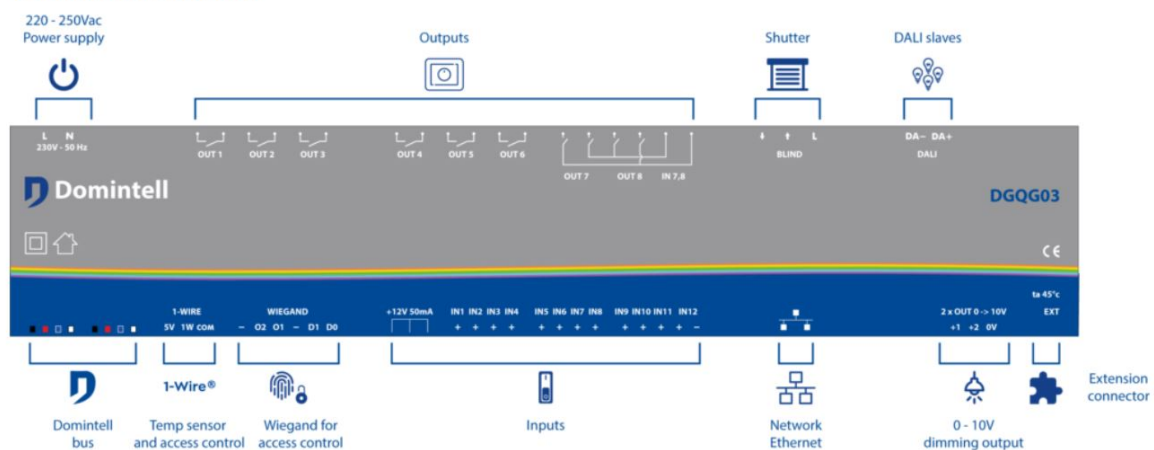 220 - 250Vac
Power supply
Outputs
Shutter
DALI slaves
L N
230V - 50 Hz
OUT 1 OUT 2 OUT 3
OUT 4 OUT 5 OUT 6
OUT 7 OUT 8 IN 7,8
L
BLIND
DA- DA+
DALI
Domintell
DGQG03
CE
ta 45°c
1-WIRE
5V 1W COM
WIEGAND
- O2 O1 - D1 D0
+12V 50mA
IN1 IN2 IN3 IN4
+ + + +
IN5 IN6 IN7 IN8
+ + + +
IN9 IN10 IN11 IN12
+ + + + -
2 x OUT 0 -> 10V
+1 +2 0V
EXT
1-Wire®
Domintell
bus
Temp sensor
and access control
Wiegand for
access control
Inputs
Network
Ethernet
0 - 10V
dimming output
Extension
connector